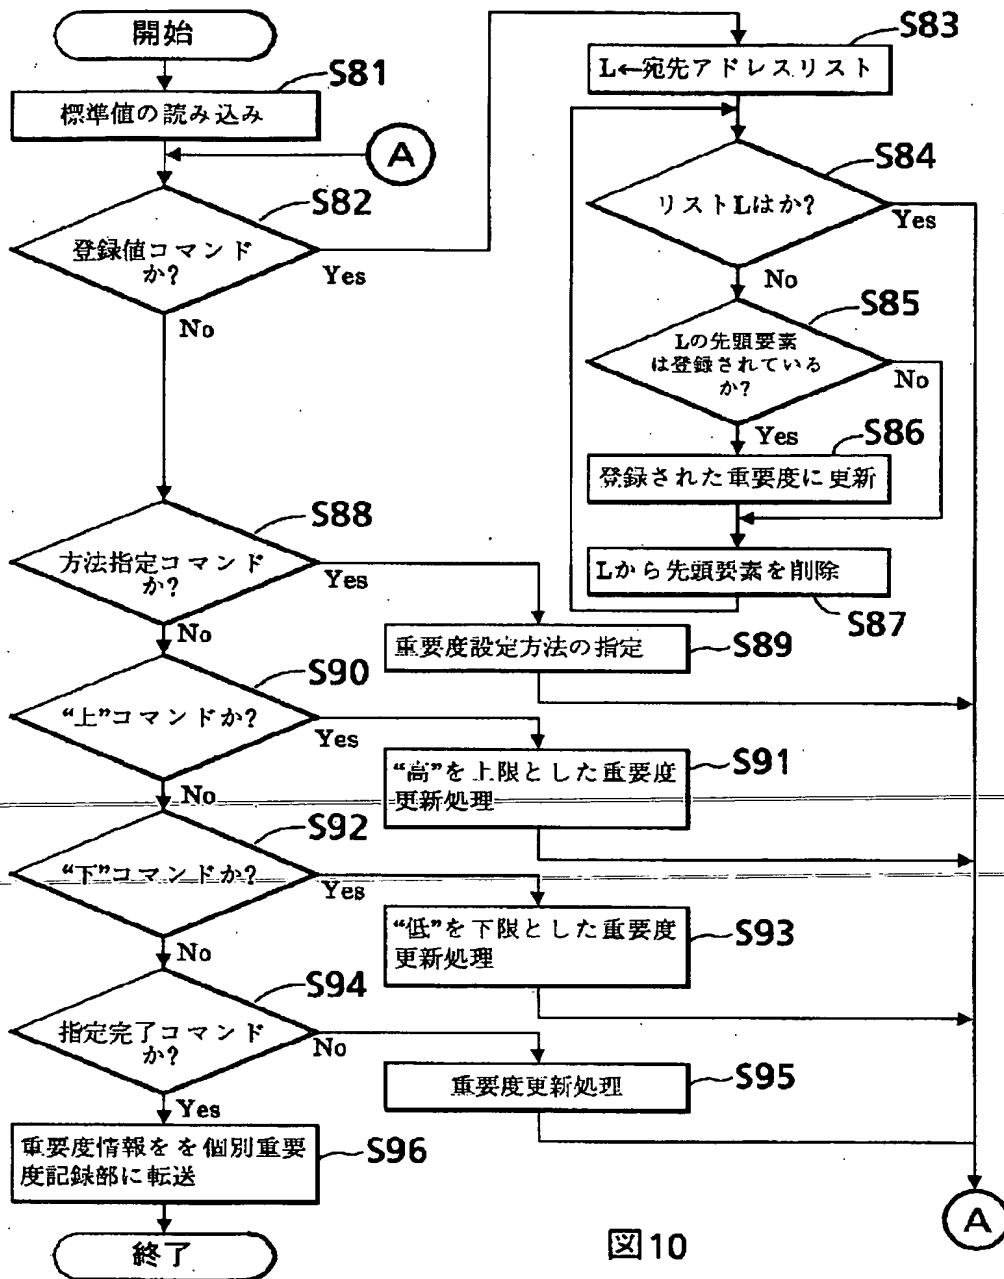 開始
S81
標準値の読み込み
A
S82
登録値コマンド
か?
Yes
No
S83
L←宛先アドレスリスト
S84
リストLはか?
Yes
No
S85
Lの先頭要素
は登録されている
か?
No
Yes
S86
登録された重要度に更新
Lから先頭要素を削除
S87
S88
方法指定コマンド
か?
Yes
No
重要度設定方法の指定
S89
S90
“上”コマンドか?
Yes
No
“高”を上限とした重要度
更新処理
S91
S92
“下”コマンドか?
Yes
No
“低”を下限とした重要度
更新処理
S93
S94
指定完了コマンド
か?
No
Yes
重要度更新処理
S95
重要度情報をを個別重要
度記録部に転送
S96
終了
A
図10